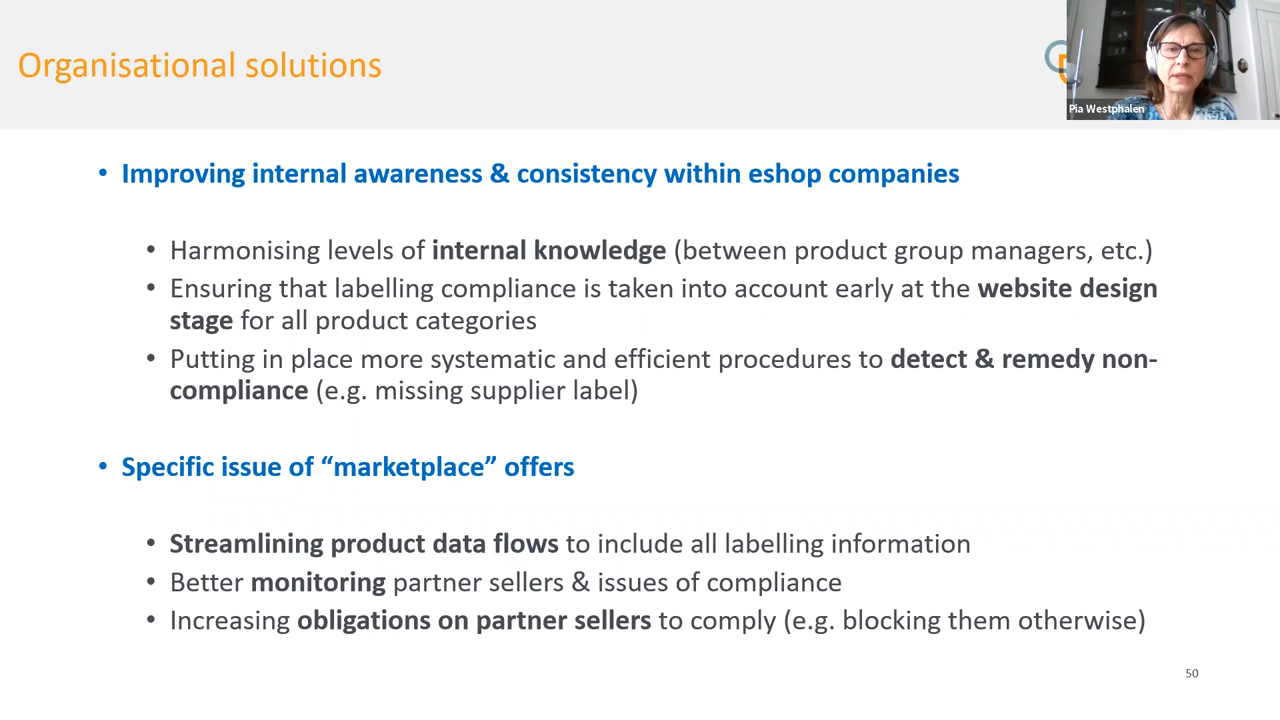 Organisational solutions
Pia Westphalen
• Improving internal awareness & consistency within eshop companies
• Harmonising levels of internal knowledge (between product group managers, etc.)
• Ensuring that labelling compliance is taken into account early at the website design
stage for all product categories
• Putting in place more systematic and efficient procedures to detect & remedy non-
compliance (e.g. missing supplier label)
• Specific issue of “marketplace” offers
• Streamlining product data flows to include all labelling information
• Better monitoring partner sellers & issues of compliance
• Increasing obligations on partner sellers to comply (e.g. blocking them otherwise)
50